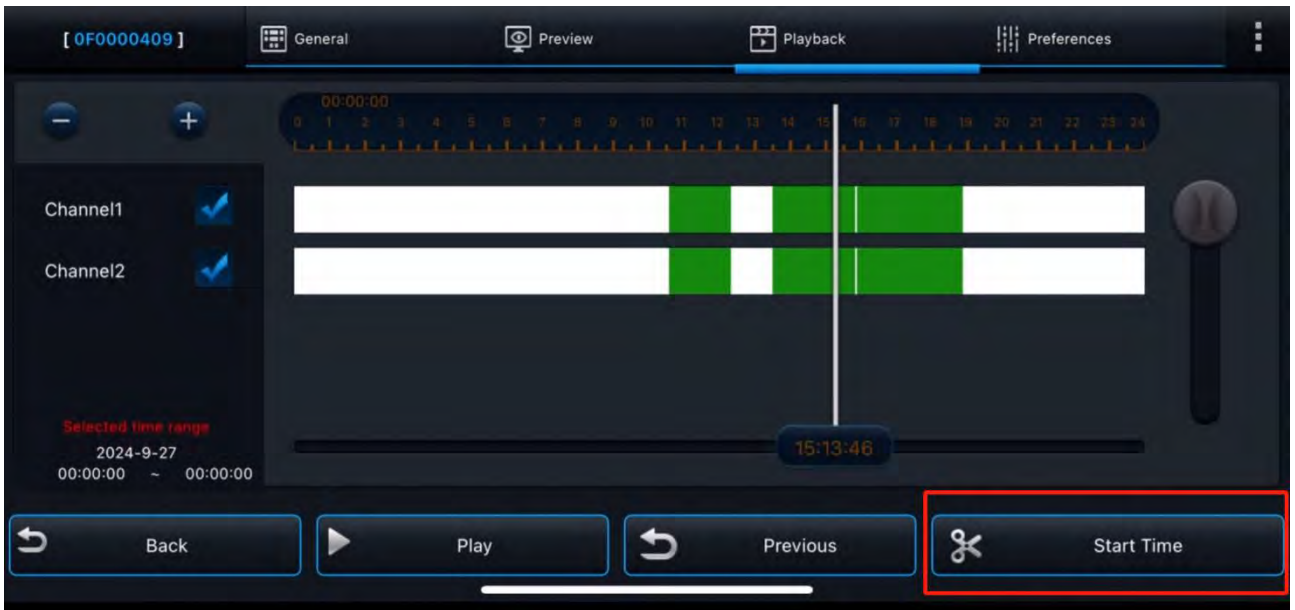 [ 0F0000409 ]
General
Preview
Playback
Preferences
00:00:00
0 1 2 3 4 5 6 7 8 9 10 11 12 13 14 15 16 17 18 19 20 21 22 23 24
Channel1
Channel2
Selected time range
2024-9-27
00:00:00 ~ 00:00:00
15:13:46
Back
Play
Previous
Start Time